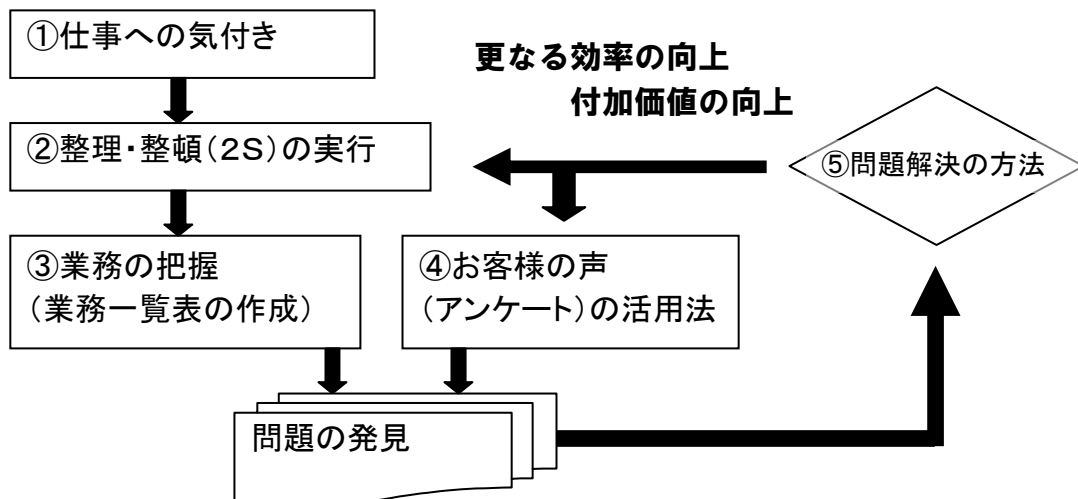 ①仕事への気付き
更なる効率の向上
付加価値の向上
②整理・整頓(2S)の実行
⑤問題解決の方法
③業務の把握
(業務一覧表の作成)
④お客様の声
(アンケート)の活用法
問題の発見